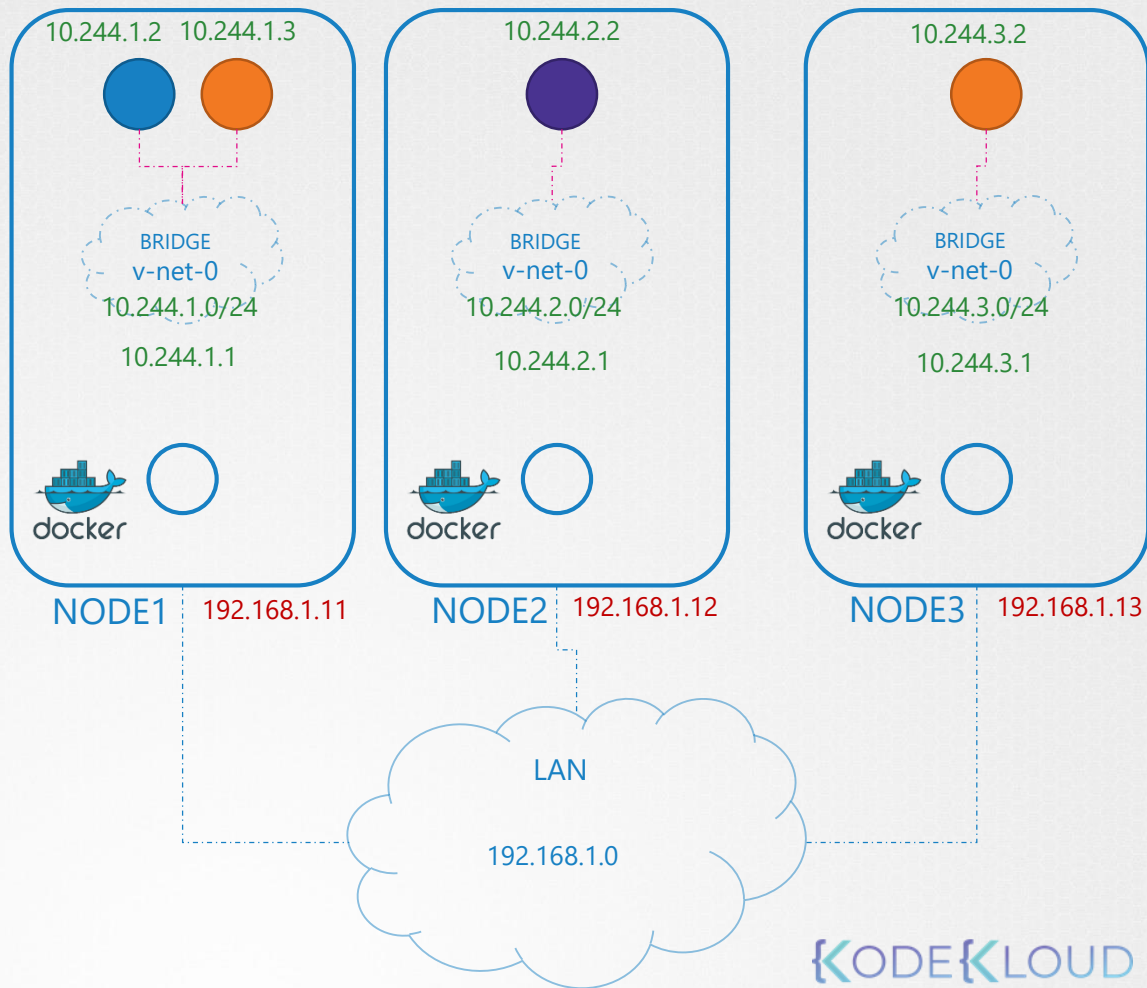 10.244.1.2 10.244.1.3
BRIDGE
v-net-0
10.244.1.0/24
10.244.1.1
docker
NODE1 192.168.1.11
10.244.2.2
BRIDGE
v-net-0
10.244.2.0/24
10.244.2.1
docker
NODE2 192.168.1.12
10.244.3.2
BRIDGE
v-net-0
10.244.3.0/24
10.244.3.1
docker
NODE3 192.168.1.13
LAN
192.168.1.0
{KODE{KLOUD